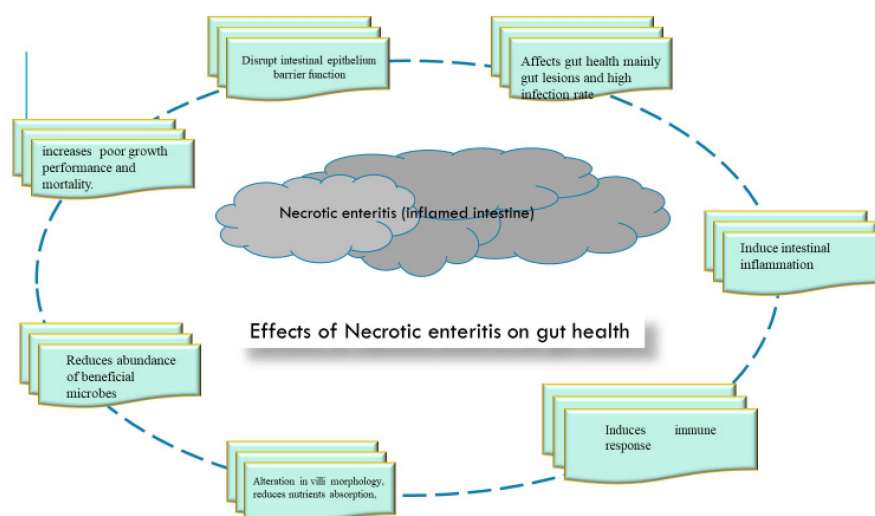 Disrupt intestinal epithelium
barrier function
Affects gut health mainly
gut lesions and high
infection rate
increases poor growth
performance and
mortality.
Necrotic enteritis (inflamed intestine)
Induce intestinal
inflammation
Effects of Necrotic enteritis on gut health
Reduces abundance
of beneficial
microbes
Induces immune
response
Alteration in villi morphology,
reduces nutrients absorption,